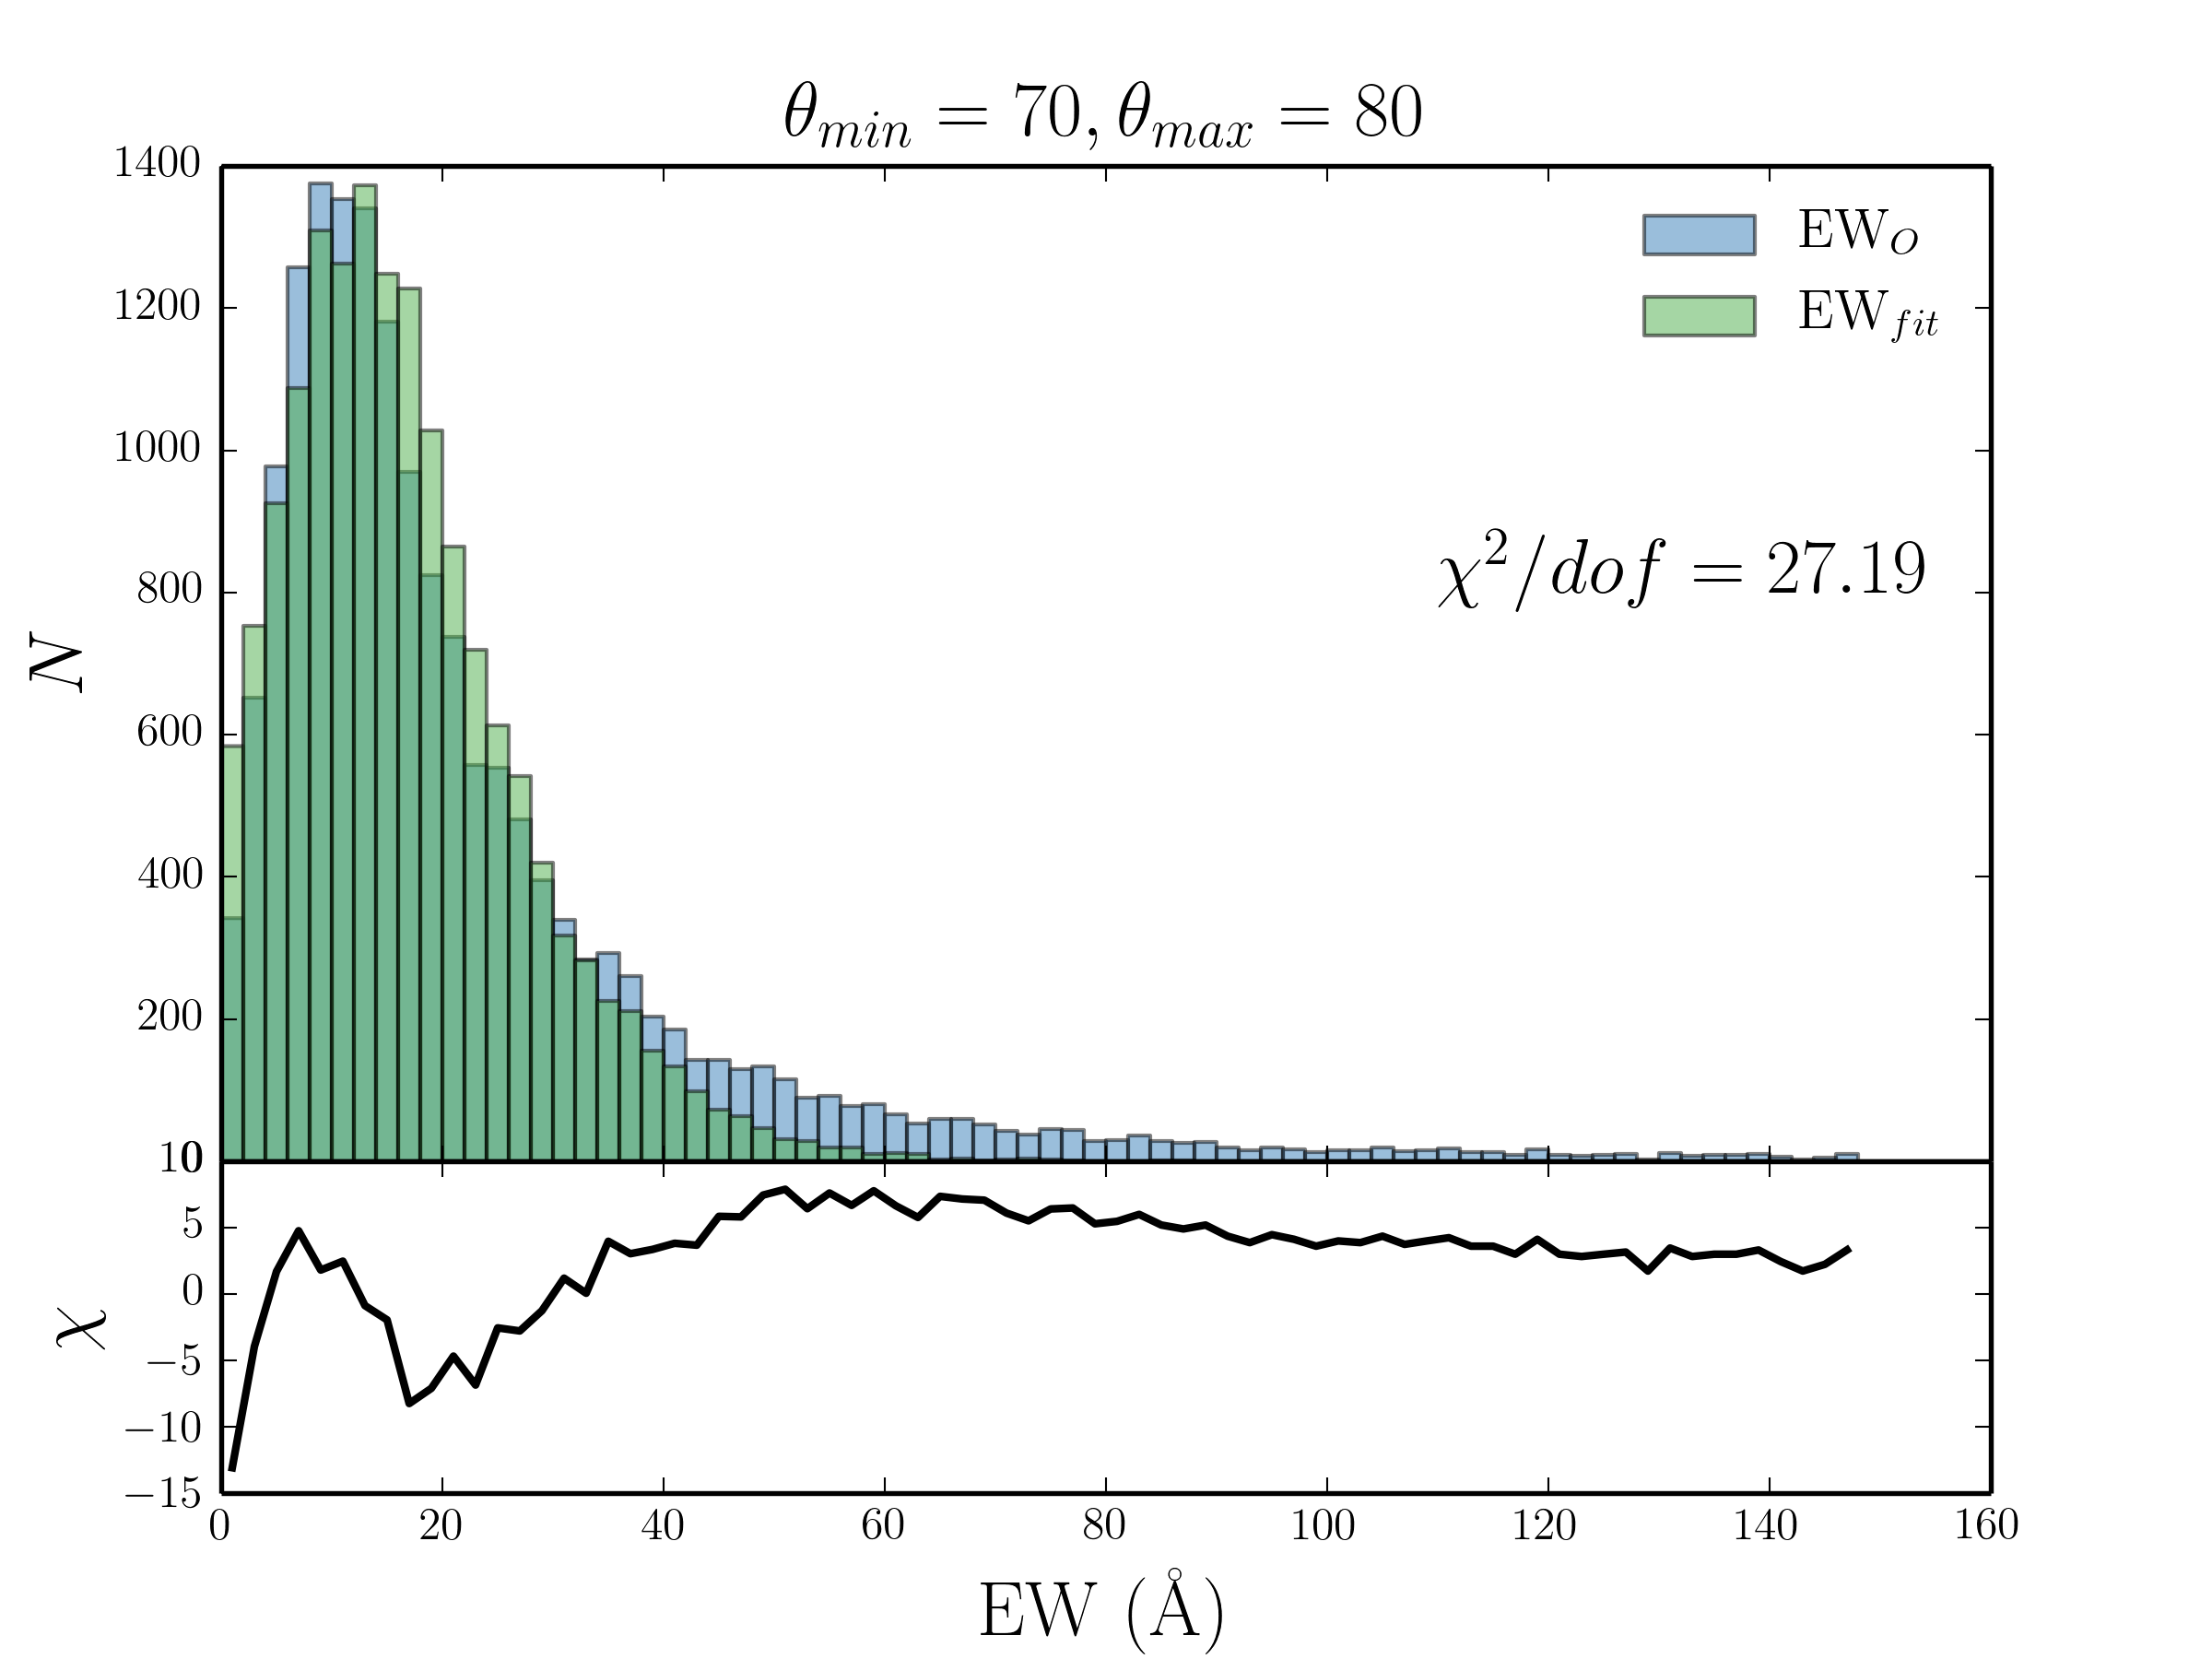 θ_min = 70, θ_max = 80
1400
1200
1000
800
600
400
200
0
N
EW_O
EW_fit
χ²/dof = 27.19
10
5
0
−5
−10
−15
χ
0 20 40 60 80 100 120 140 160
EW (Å)